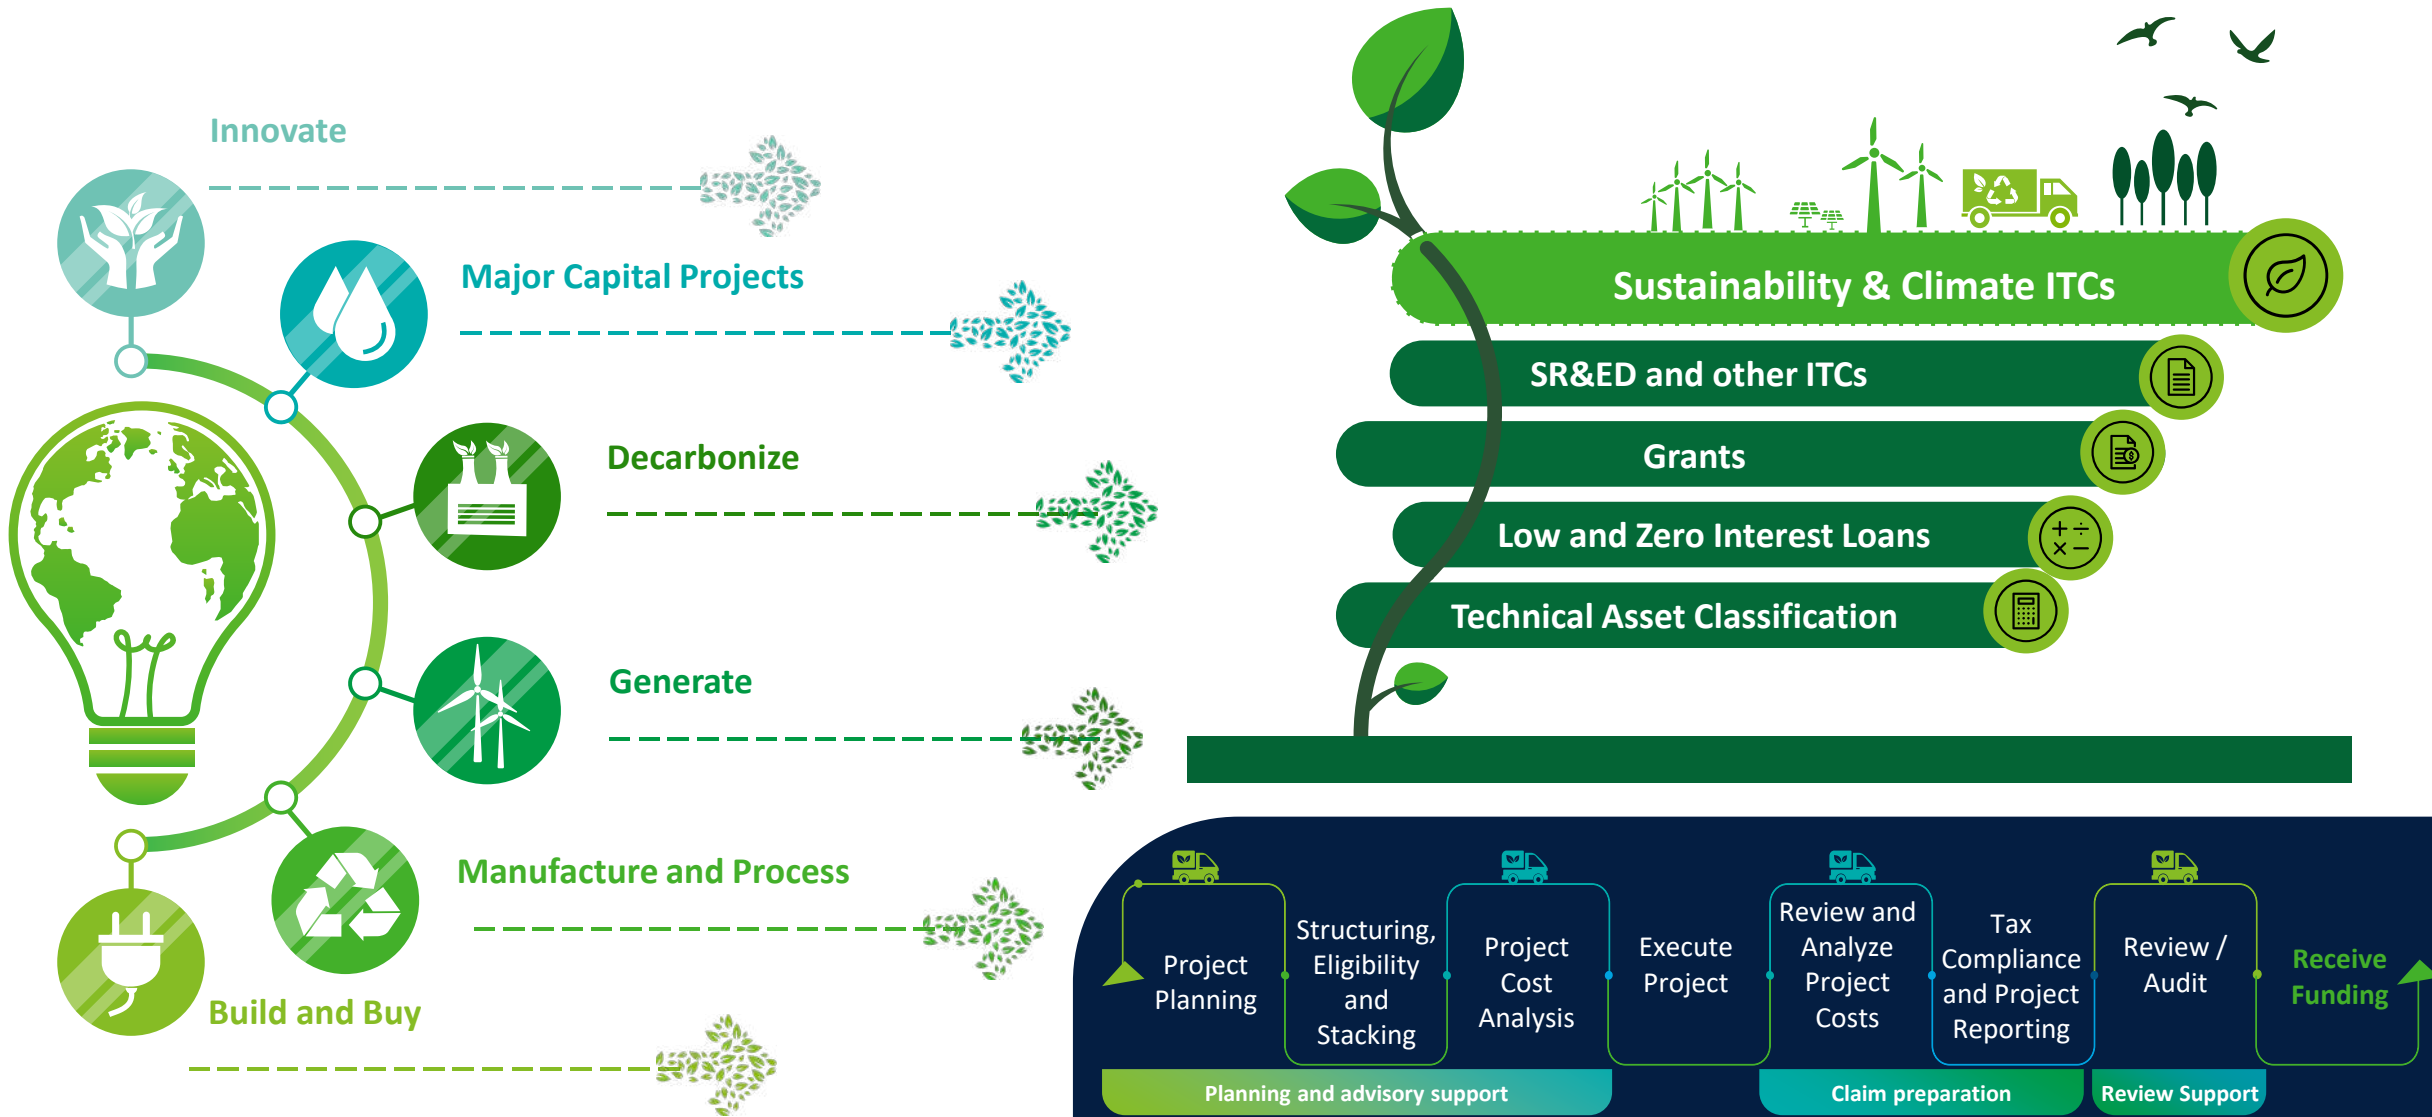 Innovate
Major Capital Projects
Decarbonize
Generate
Manufacture and Process
Build and Buy
Sustainability & Climate ITCs
SR&ED and other ITCs
Grants
Low and Zero Interest Loans
Technical Asset Classification
Project
Planning
Structuring,
Eligibility
and
Stacking
Project
Cost
Analysis
Execute
Project
Review and
Analyze
Project
Costs
Tax
Compliance
and Project
Reporting
Review /
Audit
Receive
Funding
Planning and advisory support
Claim preparation
Review Support